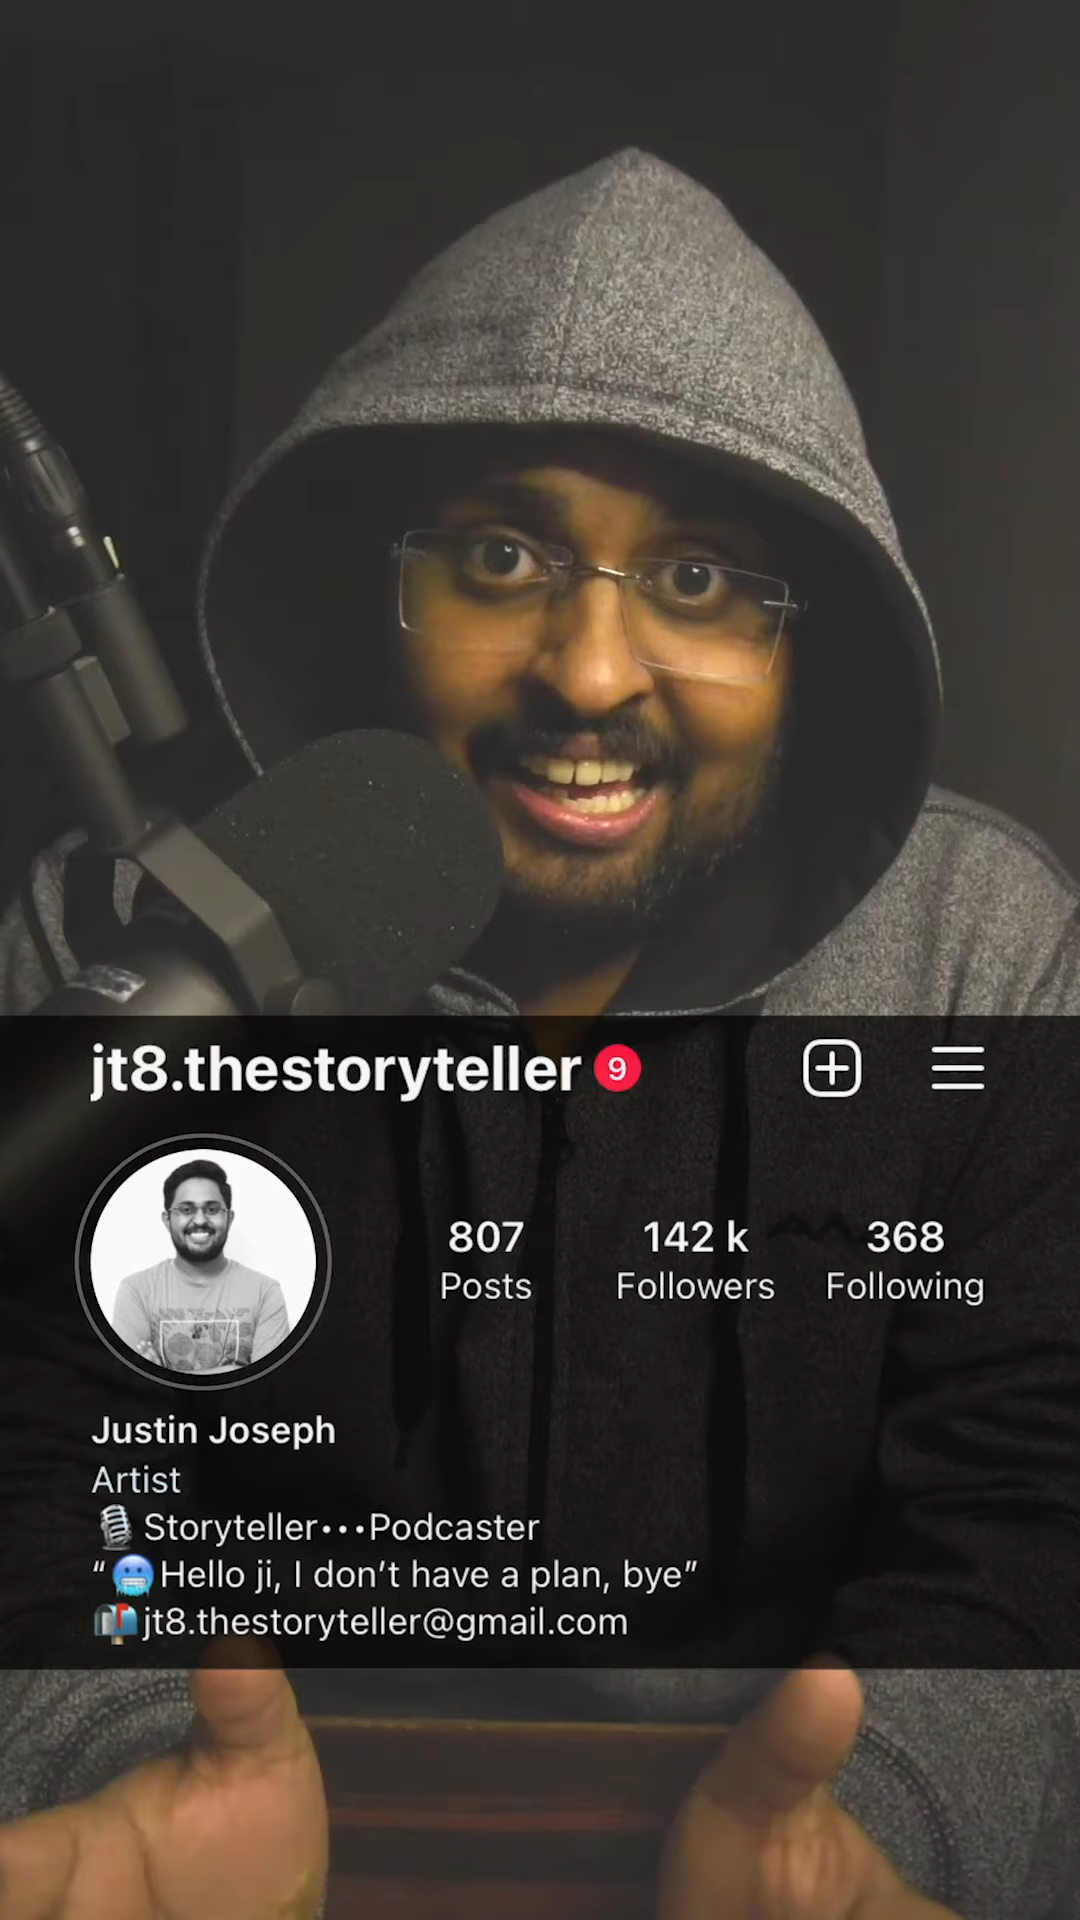 jt8.thestoryteller 9
807 142 k 368
Posts Followers Following
Justin Joseph
Artist
🎙️Storyteller•••Podcaster
“🥶Hello ji, I don’t have a plan, bye”
📬jt8.thestoryteller@gmail.com